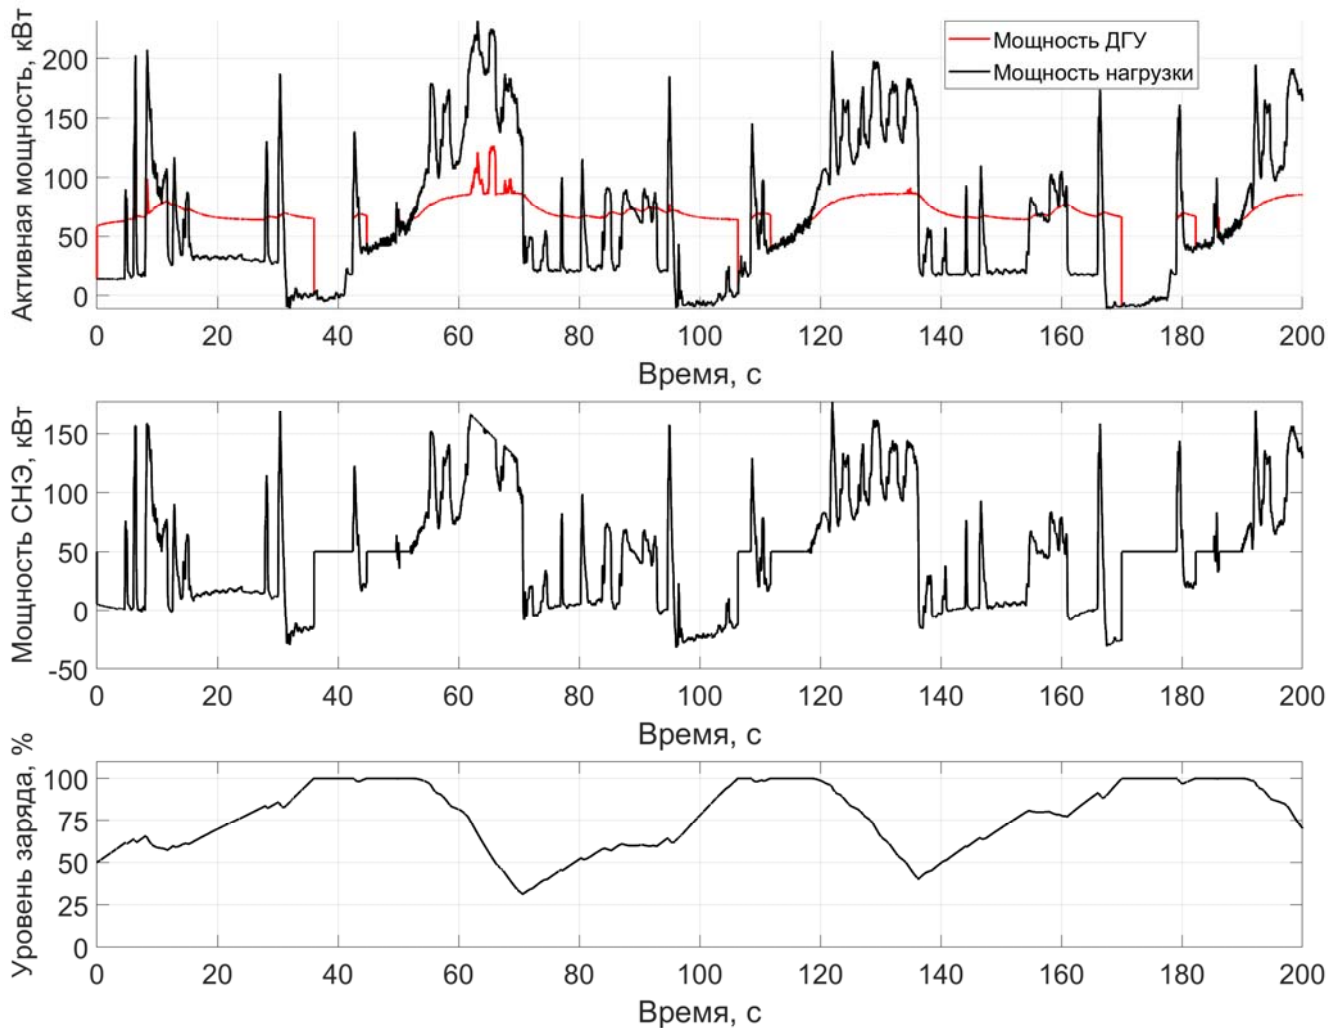 Активная мощность, кВт
200
150
100
50
0
Мощность ДГУ
Мощность нагрузки
0 20 40 60 80 100 120 140 160 180 200
Время, с
Мощность СНЭ, кВт
150
100
50
0
-50
0 20 40 60 80 100 120 140 160 180 200
Время, с
Уровень заряда, %
100
75
50
25
0
0 20 40 60 80 100 120 140 160 180 200
Время, с